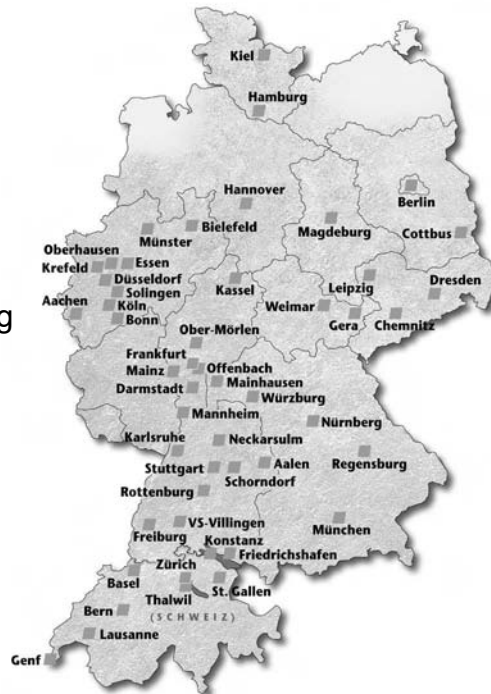 Kiel
Hamburg
Hannover
Berlin
Bielefeld
Magdeburg
Münster
Cottbus
Oberhausen
Essen
Krefeld
Düsseldorf
Kassel
Leipzig
Dresden
Solingen
Aachen
Köln
Weimar
g
Bonn
Gera
Chemnitz
Ober-Mörlen
Frankfurt
Offenbach
Mainz
Mainhausen
Darmstadt
Würzburg
Mannheim
Nürnberg
Karlsruhe
Neckarsulm
Aalen
Regensburg
Stuttgart
Schorndorf
Rottenburg
VS-Villingen
München
Freiburg
Konstanz
Friedrichshafen
Zürich
Basel
St. Gallen
Thalwil
Bern
(SCHWEIZ)
Lausanne
Genf